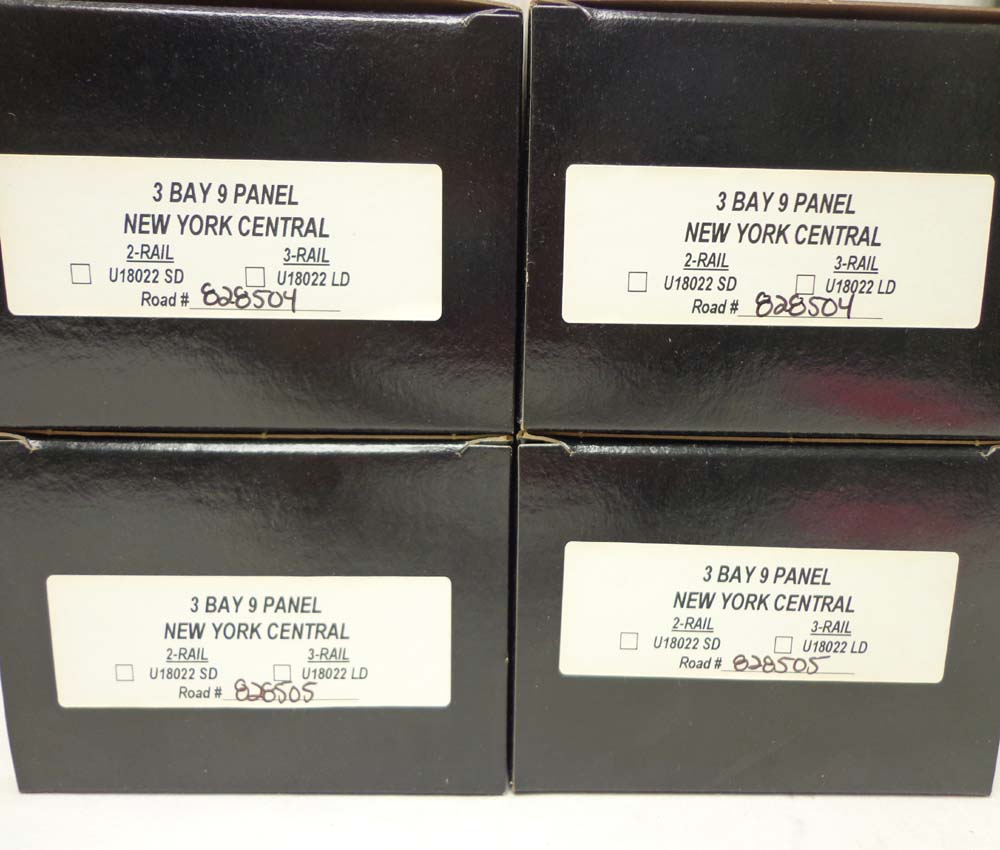 3 BAY 9 PANEL
NEW YORK CENTRAL
2-RAIL 3-RAIL
U18022 SD U18022 LD
Road # 828504
3 BAY 9 PANEL
NEW YORK CENTRAL
2-RAIL 3-RAIL
U18022 SD U18022 LD
Road # 828504
3 BAY 9 PANEL
NEW YORK CENTRAL
2-RAIL 3-RAIL
U18022 SD U18022 LD
Road # 828505
3 BAY 9 PANEL
NEW YORK CENTRAL
2-RAIL 3-RAIL
U18022 SD U18022 LD
Road # 828505